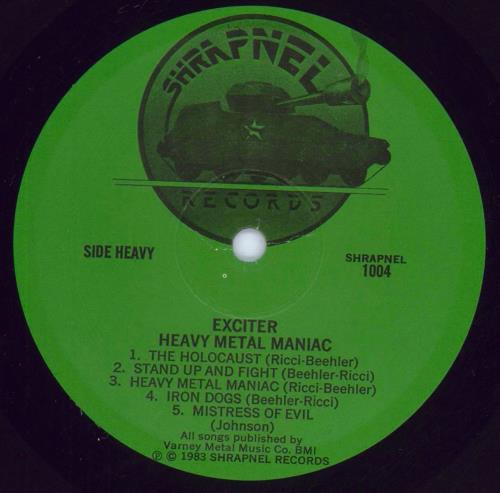 SHRAPNEL
RECORDS
SIDE HEAVY
SHRAPNEL
1004
EXCITER
HEAVY METAL MANIAC
1. THE HOLOCAUST (Ricci-Beehler)
2. STAND UP AND FIGHT (Beehler-Ricci)
3. HEAVY METAL MANIAC (Ricci-Beehler)
4. IRON DOGS (Beehler-Ricci)
5. MISTRESS OF EVIL
(Johnson)
All songs published by
Varney Metal Music Co. BMI
℗ © 1983 SHRAPNEL RECORDS